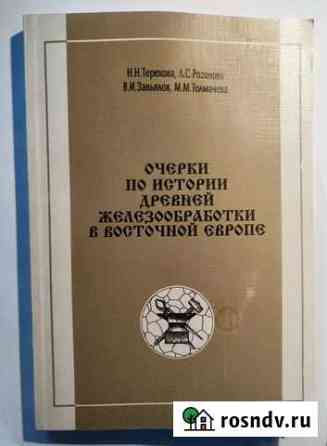 Н.Н.Терехова, Л.С.Розанова
В.И.Завьялов, М.М.Толмачева
ОЧЕРКИ
ПО ИСТОРИИ
ДРЕВНЕЙ
ЖЕЛЕЗООБРАБОТКИ
В ВОСТОЧНОЙ ЕВРОПЕ
rosndv.ru